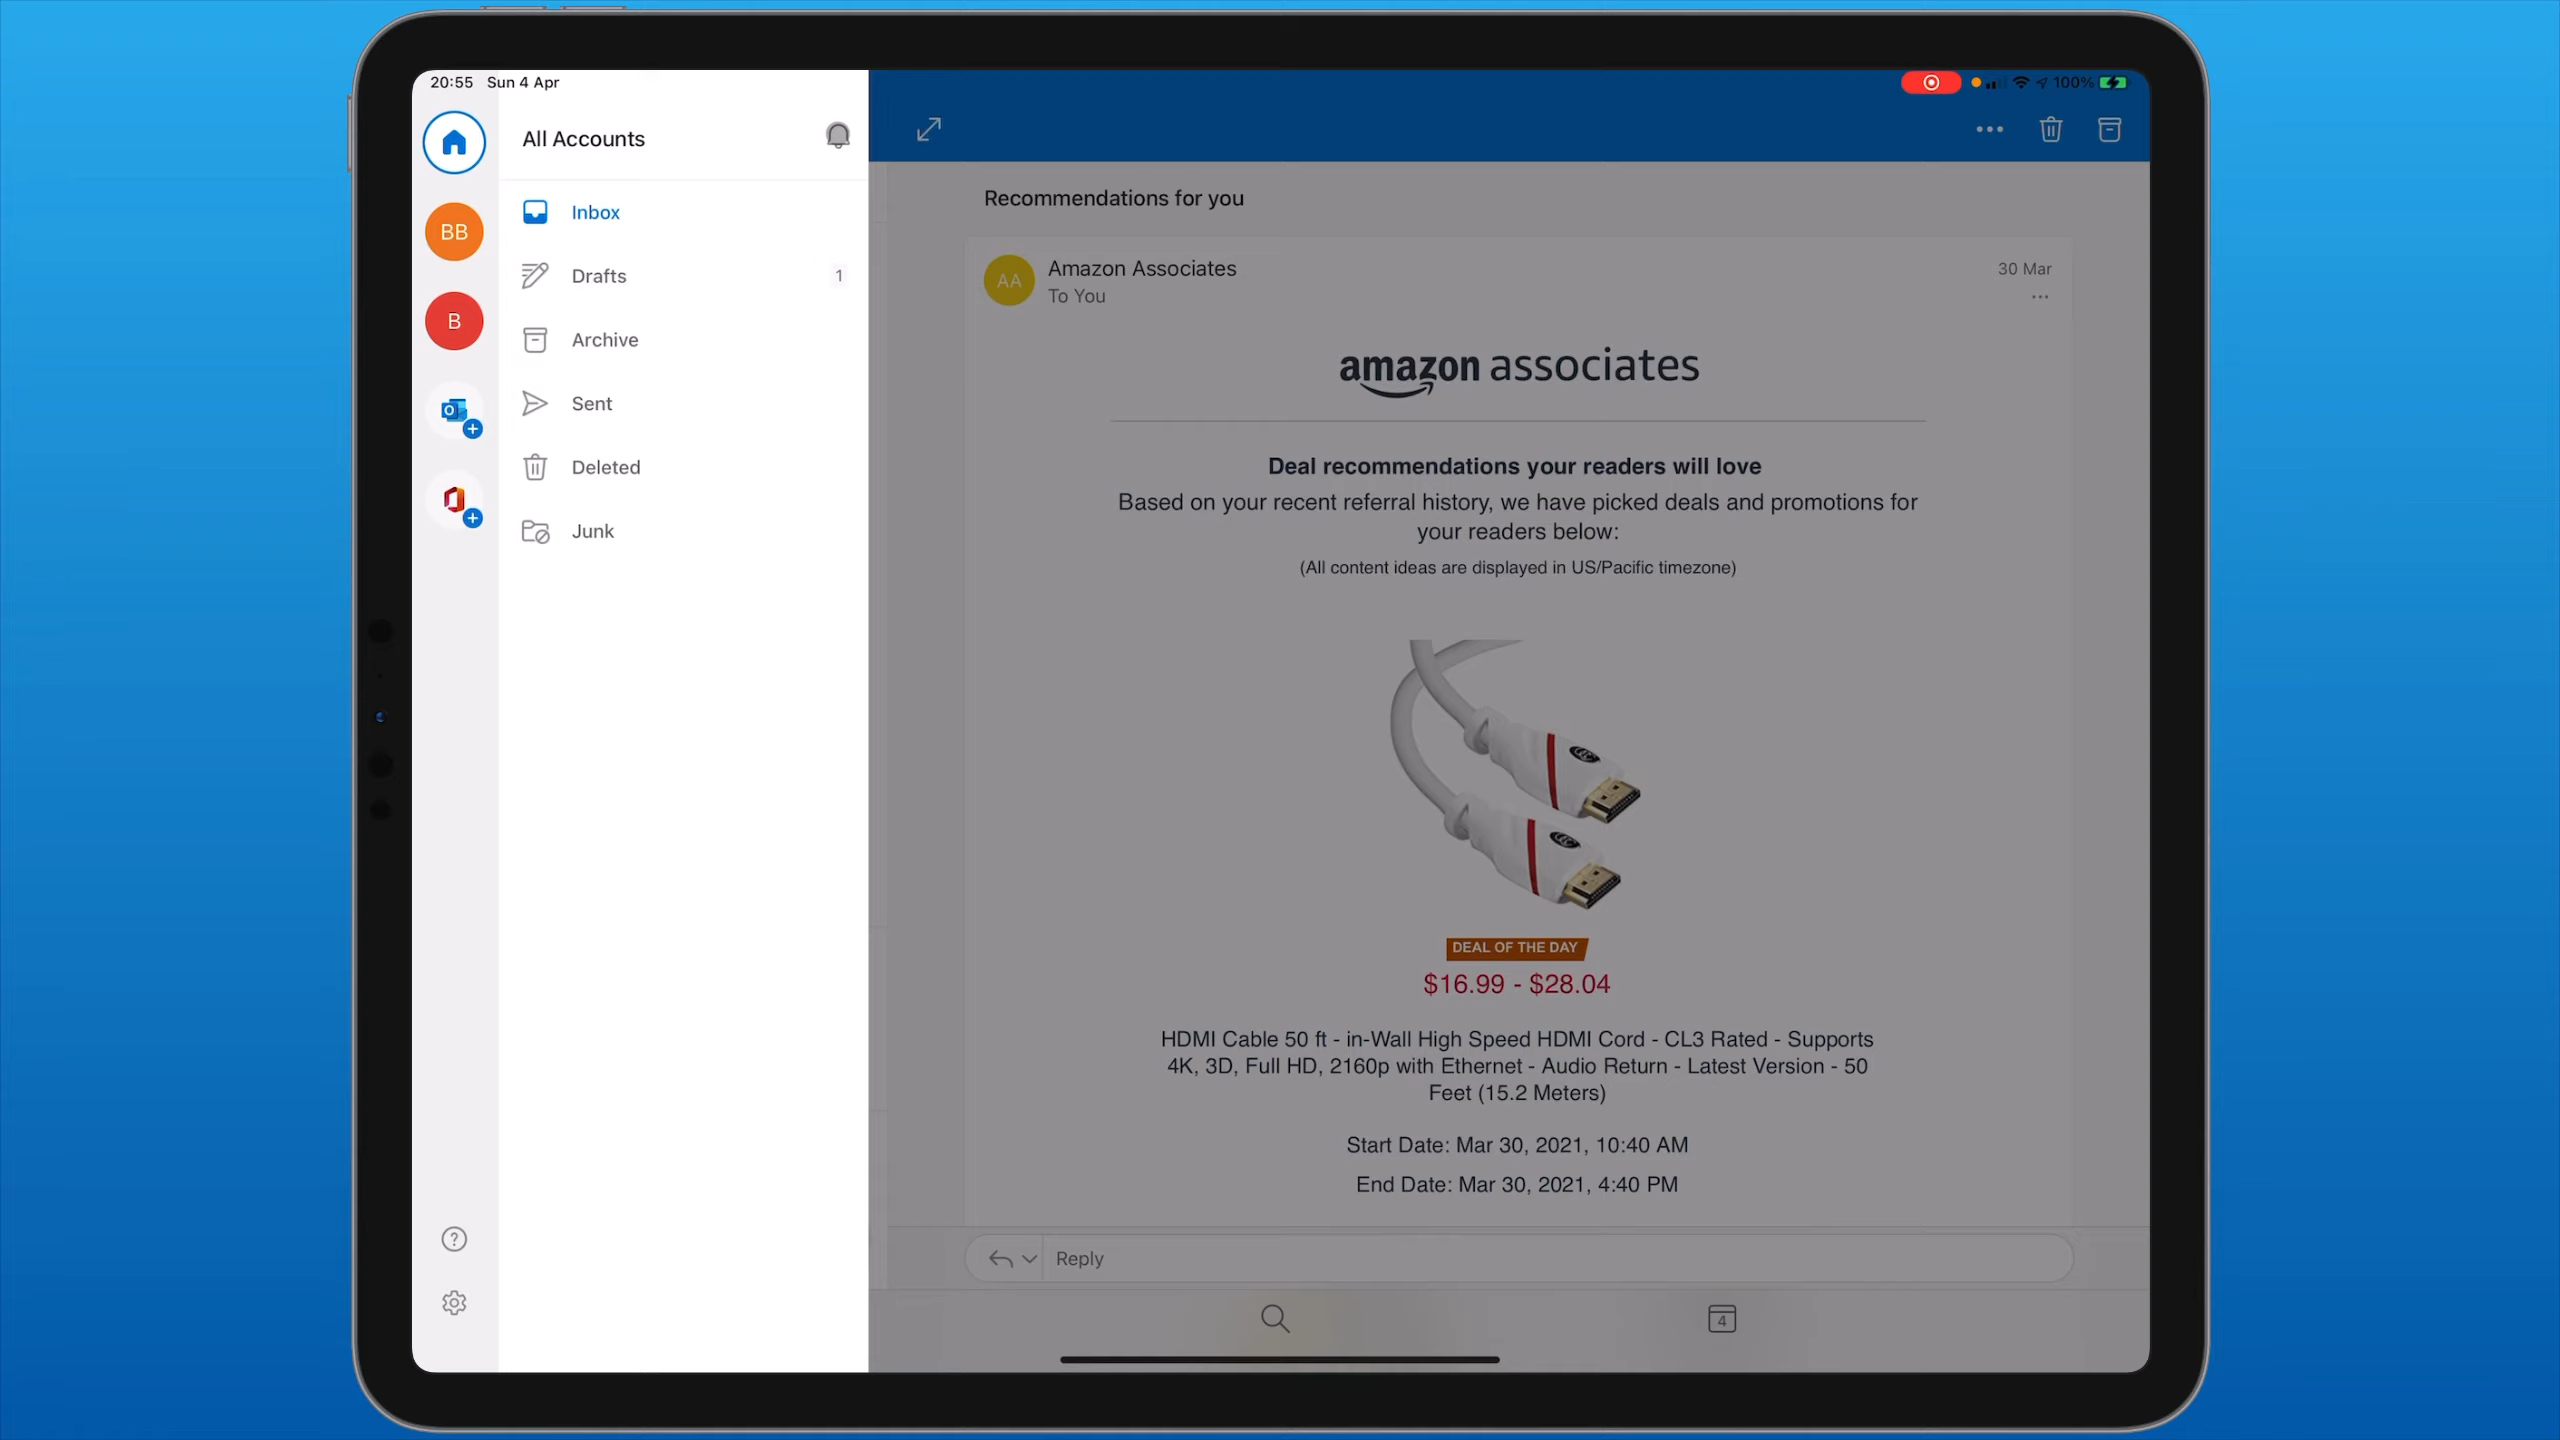 20:55 Sun 4 Apr
100%
All Accounts
BB
B
Inbox
Drafts 1
Archive
Sent
Deleted
Junk
Recommendations for you
AA
Amazon Associates
To You
30 Mar
amazon associates
Deal recommendations your readers will love
Based on your recent referral history, we have picked deals and promotions for
your readers below:
(All content ideas are displayed in US/Pacific timezone)
DEAL OF THE DAY
$16.99 - $28.04
HDMI Cable 50 ft - in-Wall High Speed HDMI Cord - CL3 Rated - Supports
4K, 3D, Full HD, 2160p with Ethernet - Audio Return - Latest Version - 50
Feet (15.2 Meters)
Start Date: Mar 30, 2021, 10:40 AM
End Date: Mar 30, 2021, 4:40 PM
Reply
4